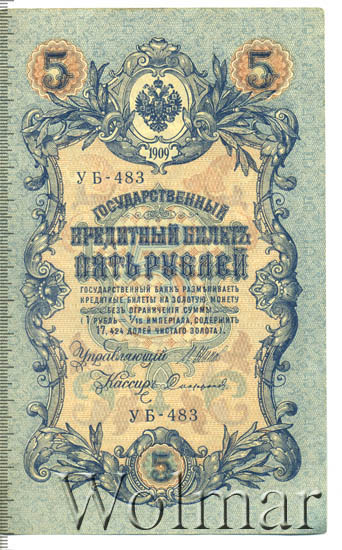 5 5
1909
УБ-483
ГОСУДАРСТВЕННЫЙ
КРЕДИТНЫЙ БИЛЕТЪ
ПЯТЬ РУБЛЕЙ
ГОСУДАРСТВЕННЫЙ БАНКЪ РАЗМѢНИВАЕТЪ
КРЕДИТНЫЕ БИЛЕТЫ НА ЗОЛОТУЮ МОНЕТУ
БЕЗЪ ОГРАНИЧЕНІЯ СУММЫ
(1 РУБЛЬ = 1/15 ИМПЕРІАЛА, СОДЕРЖИТЪ
17,424 ДОЛЕЙ ЧИСТАГО ЗОЛОТА).
Управляющій
Кассиръ
УБ-483
5
Wolmar